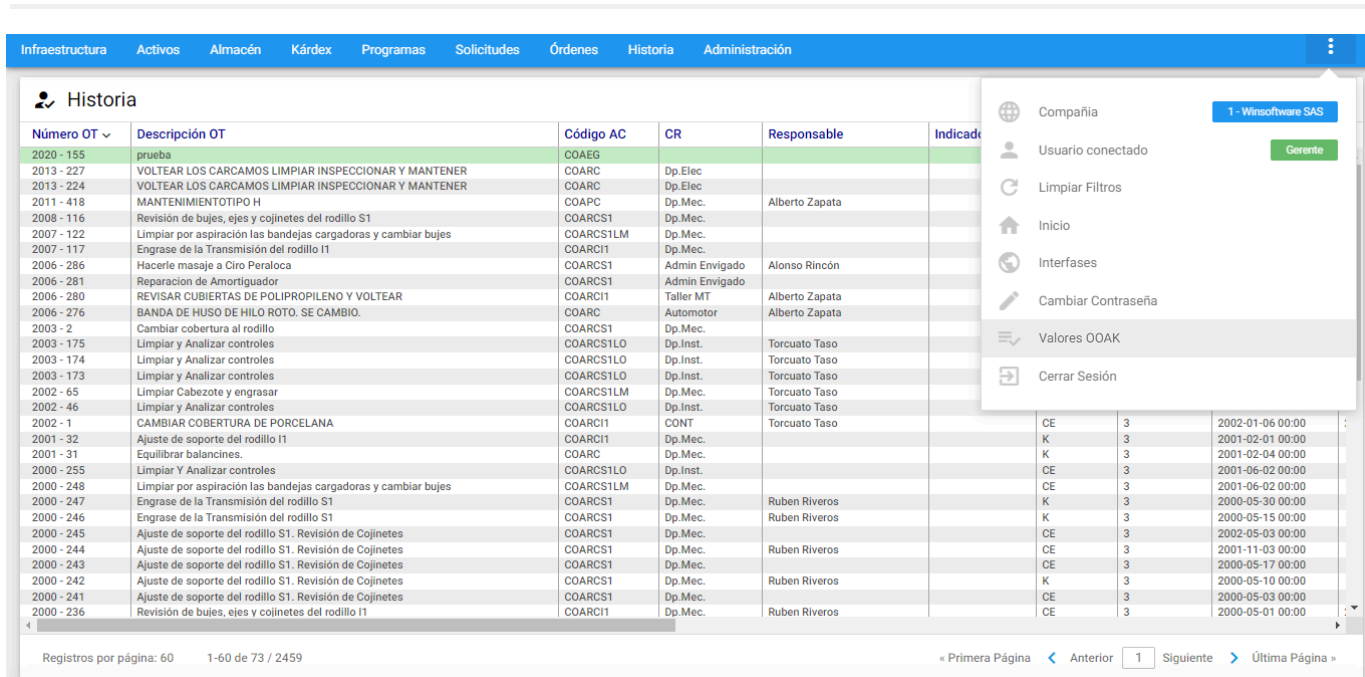 Infraestructura Activos Almacén Kárdex Programas Solicitudes Órdenes Historia Administración
Historia
Número OT Descripción OT Código AC CR Responsable Indicado
Compañia 1 - Winsoftware SAS
Usuario conectado Gerente
Limpiar Filtros
Inicio
Interfases
Cambiar Contraseña
Valores OOAK
Cerrar Sesión
2020 - 155 prueba COAEG
2013 - 227 VOLTEAR LOS CARCAMOS LIMPIAR INSPECCIONAR Y MANTENER COARC Dp.Elec
2013 - 224 VOLTEAR LOS CARCAMOS LIMPIAR INSPECCIONAR Y MANTENER COARC Dp.Elec
2011 - 418 MANTENIMIENTOTIPO H COAPC Dp.Mec. Alberto Zapata
2008 - 116 Revisión de bujes, ejes y cojinetes del rodillo S1 COARCS1 Dp.Mec.
2007 - 122 Limpiar por aspiración las bandejas cargadoras y cambiar bujes COARCS1LM Dp.Mec.
2007 - 117 Engrase de la Transmisión del rodillo I1 COARCI1 Dp.Mec.
2006 - 286 Hacerle masaje a Ciro Peraloca COARCS1 Admin Envigado Alonso Rincón
2006 - 281 Reparacion de Amortiguador COARCS1 Admin Envigado
2006 - 280 REVISAR CUBIERTAS DE POLIPROPILENO Y VOLTEAR COARCI1 Taller MT Alberto Zapata
2006 - 276 BANDA DE HUSO DE HILO ROTO. SE CAMBIO. COARC Automotor Alberto Zapata
2003 - 2 Cambiar cobertura al rodillo COARCS1 Dp.Mec.
2003 - 175 Limpiar y Analizar controles COARCS1LO Dp.Inst. Torcuato Taso
2003 - 174 Limpiar y Analizar controles COARCS1LO Dp.Inst. Torcuato Taso
2003 - 173 Limpiar y Analizar controles COARCS1LO Dp.Inst. Torcuato Taso
2002 - 65 Limpiar Cabezote y engrasar COARCS1LM Dp.Mec. Torcuato Taso
2002 - 46 Limpiar y Analizar controles COARCS1LO Dp.Inst. Torcuato Taso
2002 - 1 CAMBIAR COBERTURA DE PORCELANA COARCI1 CONT Torcuato Taso CE 3 2002-01-06 00:00
2001 - 32 Ajuste de soporte del rodillo I1 COARCI1 Dp.Mec. K 3 2001-02-01 00:00
2001 - 31 Equilibrar balancines. COARC Dp.Mec. K 3 2001-02-04 00:00
2000 - 255 Limpiar Y Analizar controles COARCS1LO Dp.Inst. CE 3 2001-06-02 00:00
2000 - 248 Limpiar por aspiración las bandejas cargadoras y cambiar bujes COARCS1LM Dp.Mec. CE 3 2001-06-02 00:00
2000 - 247 Engrase de la Transmisión del rodillo S1 COARCS1 Dp.Mec. Ruben Riveros K 3 2000-05-30 00:00
2000 - 246 Engrase de la Transmisión del rodillo S1 COARCS1 Dp.Mec. Ruben Riveros K 3 2000-05-15 00:00
2000 - 245 Ajuste de soporte del rodillo S1. Revisión de Cojinetes COARCS1 Dp.Mec. CE 3 2002-05-03 00:00
2000 - 244 Ajuste de soporte del rodillo S1. Revisión de Cojinetes COARCS1 Dp.Mec. Ruben Riveros CE 3 2001-11-03 00:00
2000 - 243 Ajuste de soporte del rodillo S1. Revisión de Cojinetes COARCS1 Dp.Mec. CE 3 2000-05-17 00:00
2000 - 242 Ajuste de soporte del rodillo S1. Revisión de Cojinetes COARCS1 Dp.Mec. Ruben Riveros K 3 2000-05-10 00:00
2000 - 241 Ajuste de soporte del rodillo S1. Revisión de Cojinetes COARCS1 Dp.Mec. CE 3 2000-05-03 00:00
2000 - 236 Revisión de bujes, ejes y cojinetes del rodillo I1 COARCI1 Dp.Mec. Ruben Riveros CE 3 2000-05-01 00:00
Registros por página: 60 1-60 de 73 / 2459 « Primera Página Anterior 1 Siguiente Última Página »